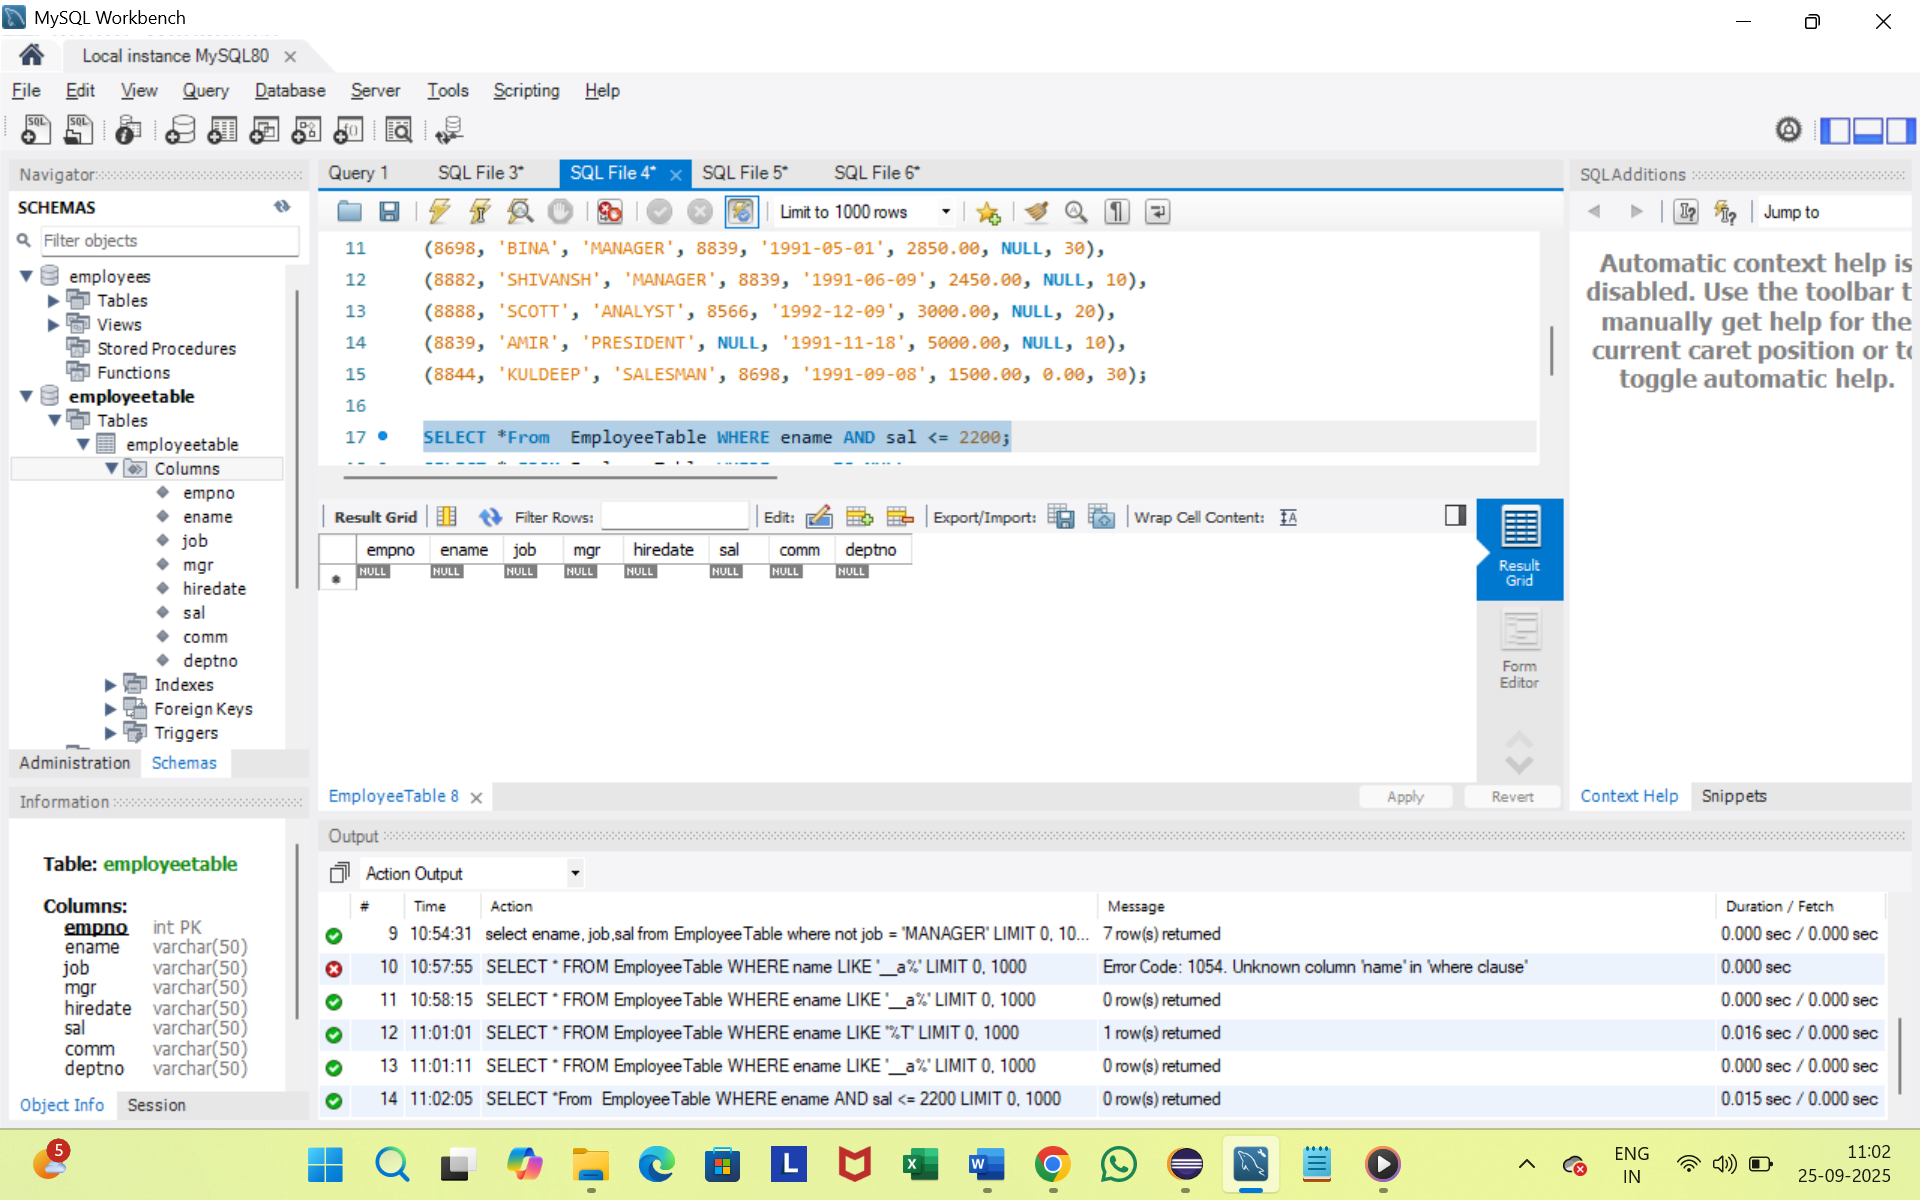 MySQL Workbench
Local instance MySQL80
File Edit View Query Database Server Tools Scripting Help
Navigator
SCHEMAS
Filter objects
employees
Tables
Views
Stored Procedures
Functions
employeetable
Tables
employeetable
Columns
empno
ename
job
mgr
hiredate
sal
comm
deptno
Indexes
Foreign Keys
Triggers
Administration Schemas
Information
Table: employeetable
Columns:
empno int PK
ename varchar(50)
job varchar(50)
mgr varchar(50)
hiredate varchar(50)
sal varchar(50)
comm varchar(50)
deptno varchar(50)
Object Info Session
Query 1 SQL File 3* SQL File 4* SQL File 5* SQL File 6*
Limit to 1000 rows
11 (8698, 'BINA', 'MANAGER', 8839, '1991-05-01', 2850.00, NULL, 30),
12 (8882, 'SHIVANSH', 'MANAGER', 8839, '1991-06-09', 2450.00, NULL, 10),
13 (8888, 'SCOTT', 'ANALYST', 8566, '1992-12-09', 3000.00, NULL, 20),
14 (8839, 'AMIR', 'PRESIDENT', NULL, '1991-11-18', 5000.00, NULL, 10),
15 (8844, 'KULDEEP', 'SALESMAN', 8698, '1991-09-08', 1500.00, 0.00, 30);
16
17 SELECT *From  EmployeeTable WHERE ename AND sal <= 2200;
Result Grid Filter Rows: Edit: Export/Import: Wrap Cell Content:
empno ename job mgr hiredate sal comm deptno
NULL NULL NULL NULL NULL NULL NULL NULL
Result
Grid
Form
Editor
EmployeeTable 8
Apply Revert
SQLAdditions
Jump to
Automatic context help is
disabled. Use the toolbar t
manually get help for the
current caret position or to
toggle automatic help.
Context Help Snippets
Output
Action Output
# Time Action Message Duration / Fetch
9 10:54:31 select ename, job,sal from EmployeeTable where not job = 'MANAGER' LIMIT 0, 10... 7 row(s) returned 0.000 sec / 0.000 sec
10 10:57:55 SELECT * FROM EmployeeTable WHERE name LIKE '__a%' LIMIT 0, 1000 Error Code: 1054. Unknown column 'name' in 'where clause' 0.000 sec
11 10:58:15 SELECT * FROM EmployeeTable WHERE ename LIKE '__a%' LIMIT 0, 1000 0 row(s) returned 0.000 sec / 0.000 sec
12 11:01:01 SELECT * FROM EmployeeTable WHERE ename LIKE '%T' LIMIT 0, 1000 1 row(s) returned 0.016 sec / 0.000 sec
13 11:01:11 SELECT * FROM EmployeeTable WHERE ename LIKE '__a%' LIMIT 0, 1000 0 row(s) returned 0.000 sec / 0.000 sec
14 11:02:05 SELECT *From  EmployeeTable WHERE ename AND sal <= 2200 LIMIT 0, 1000 0 row(s) returned 0.015 sec / 0.000 sec
5
ENG
IN
11:02
25-09-2025